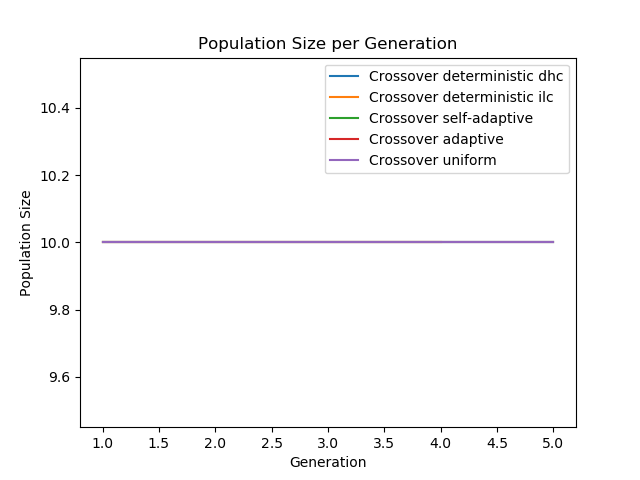 Population Size per Generation
Crossover deterministic dhc
Crossover deterministic ilc
Crossover self-adaptive
Crossover adaptive
Crossover uniform
10.4
10.2
10.0
9.8
9.6
Population Size
1.0 1.5 2.0 2.5 3.0 3.5 4.0 4.5 5.0
Generation